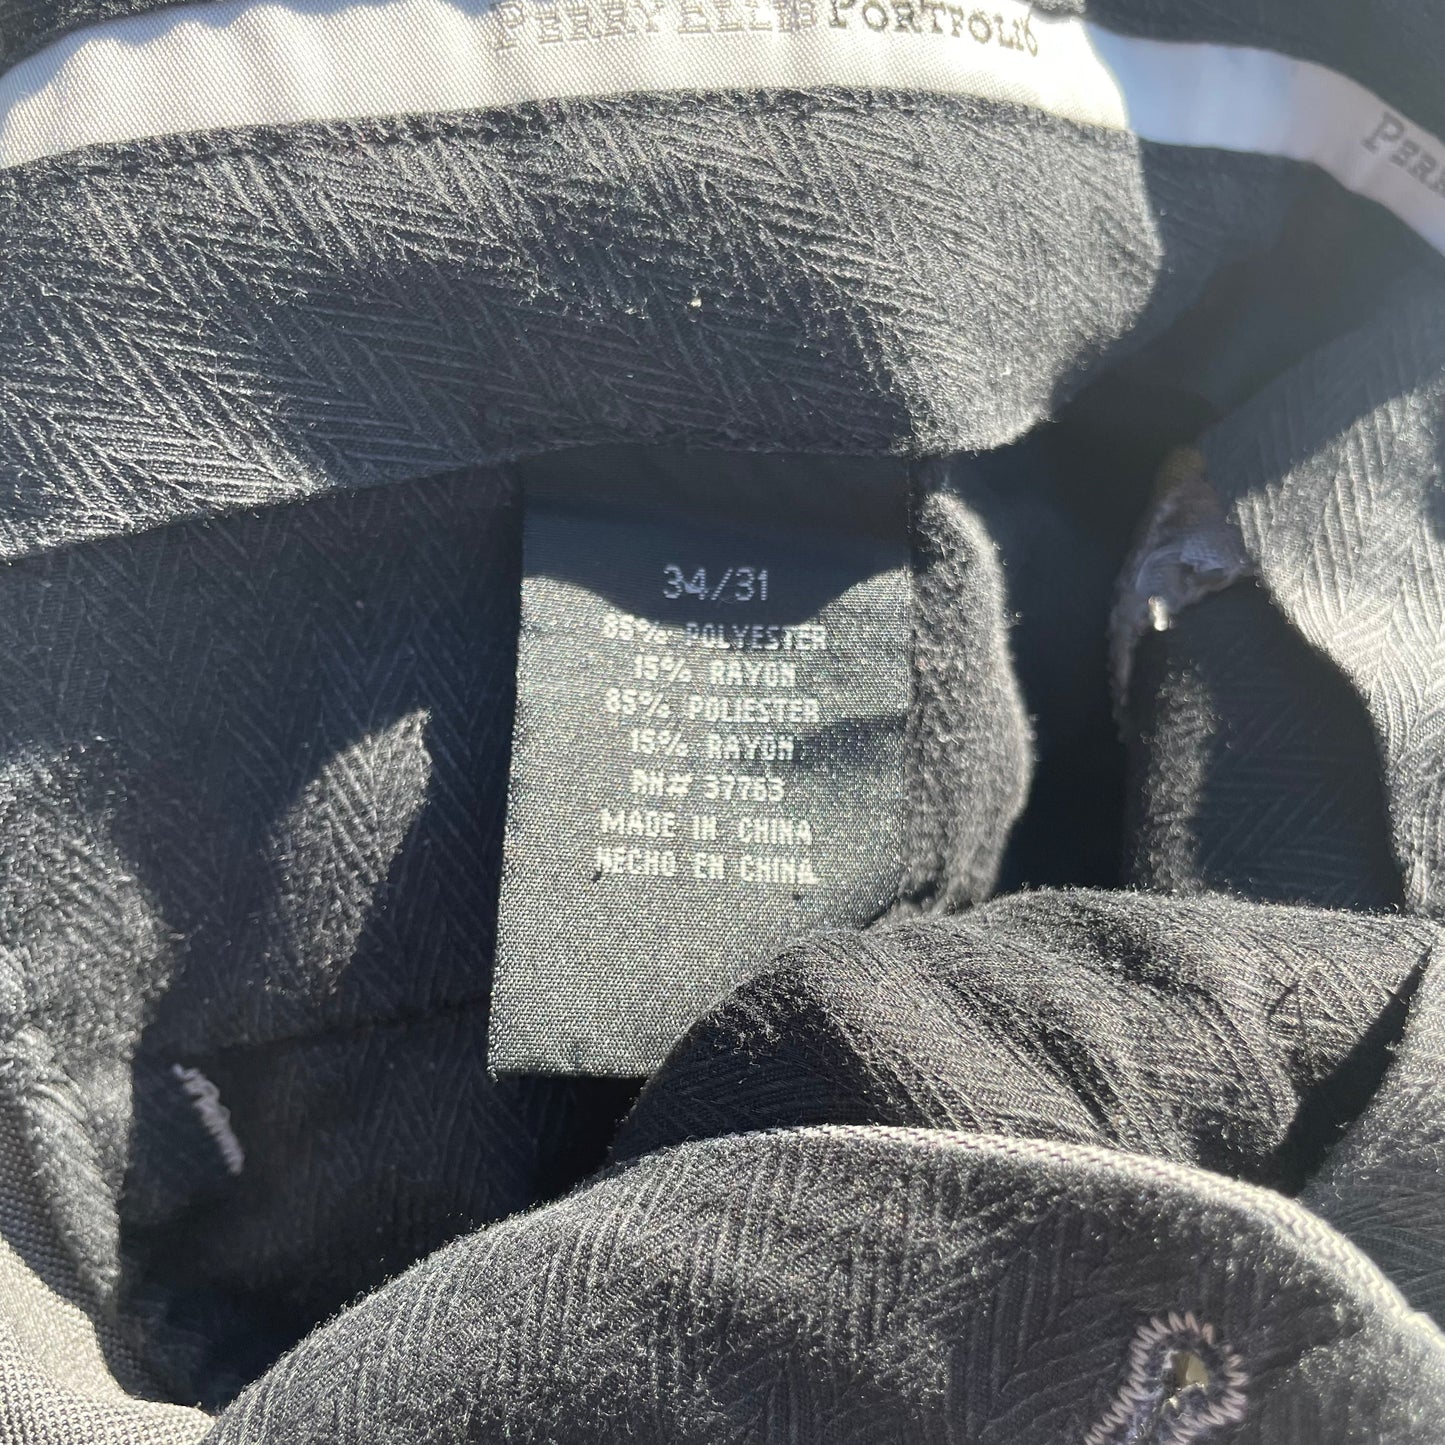 PERRY ELLIS PORTFOLIO
PERR
34/31
85% POLYESTER
15% RAYON
85% POLIESTER
15% RAYON
RN# 37763
MADE IN CHINA
HECHO EN CHINA